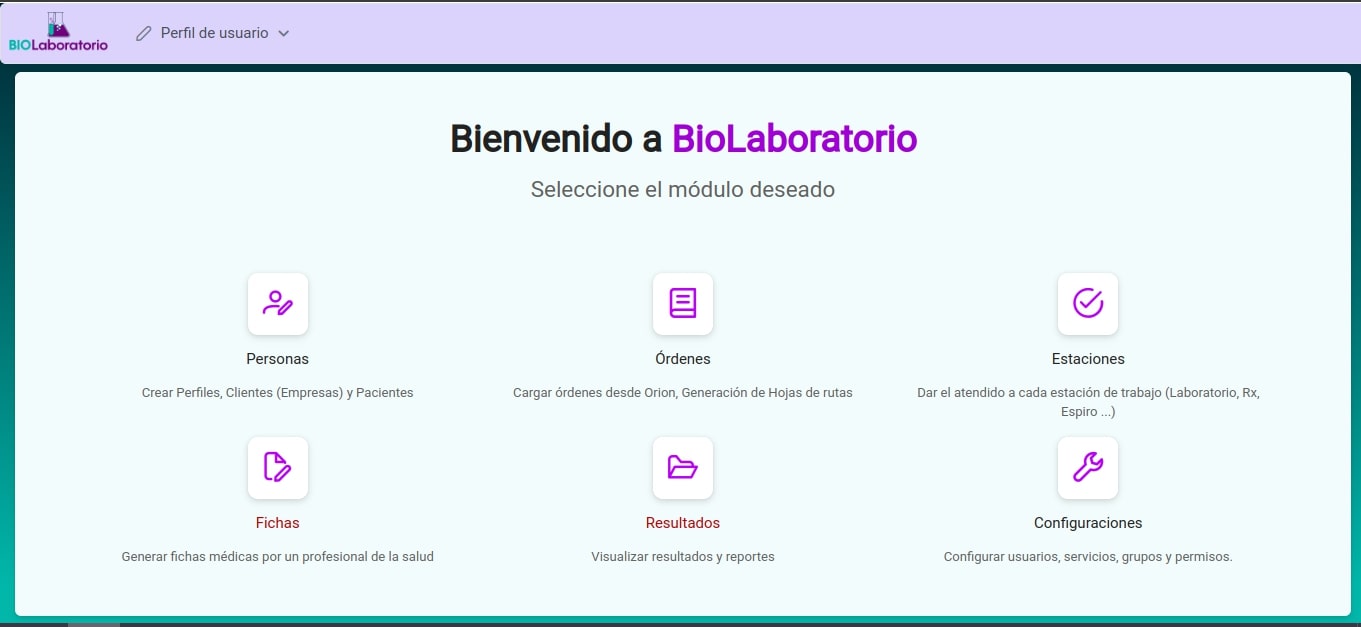 BIOLaboratorio
Perfil de usuario
Bienvenido a BioLaboratorio
Seleccione el módulo deseado
Personas
Crear Perfiles, Clientes (Empresas) y Pacientes
Órdenes
Cargar órdenes desde Orion, Generación de Hojas de rutas
Estaciones
Dar el atendido a cada estación de trabajo (Laboratorio, Rx,
Espiro ...)
Fichas
Generar fichas médicas por un profesional de la salud
Resultados
Visualizar resultados y reportes
Configuraciones
Configurar usuarios, servicios, grupos y permisos.